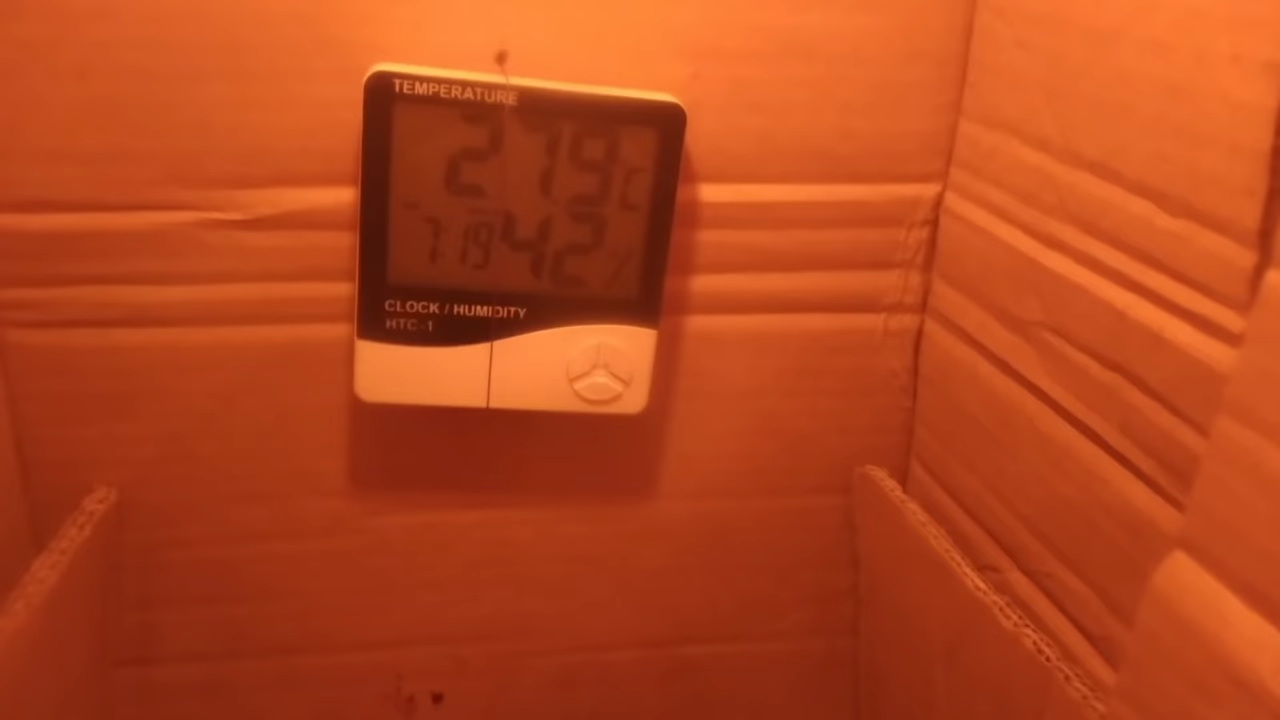 TEMPERATURE
27.9 °C
7:19 42 %
CLOCK / HUMIDITY
HTC-1